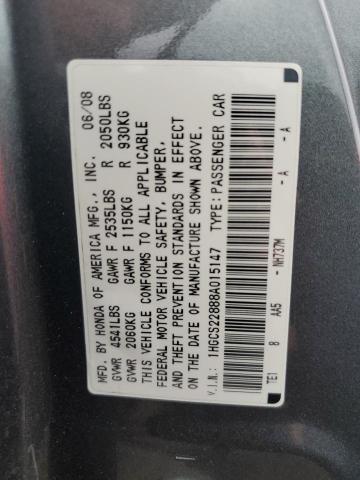 MFD. BY HONDA OF AMERICA MFG., INC. 06/08
GVWR 4541LBS GAWR F 2535LBS R 2050LBS
GVWR 2060KG GAWR F 1150KG R 930KG
THIS VEHICLE CONFORMS TO ALL APPLICABLE
FEDERAL MOTOR VEHICLE SAFETY, BUMPER,
AND THEFT PREVENTION STANDARDS IN EFFECT
ON THE DATE OF MANUFACTURE SHOWN ABOVE.
V.I.N.: 1HGCS22888A015147 TYPE: PASSENGER CAR
TE1 8 AA5 - NH737M - A - A